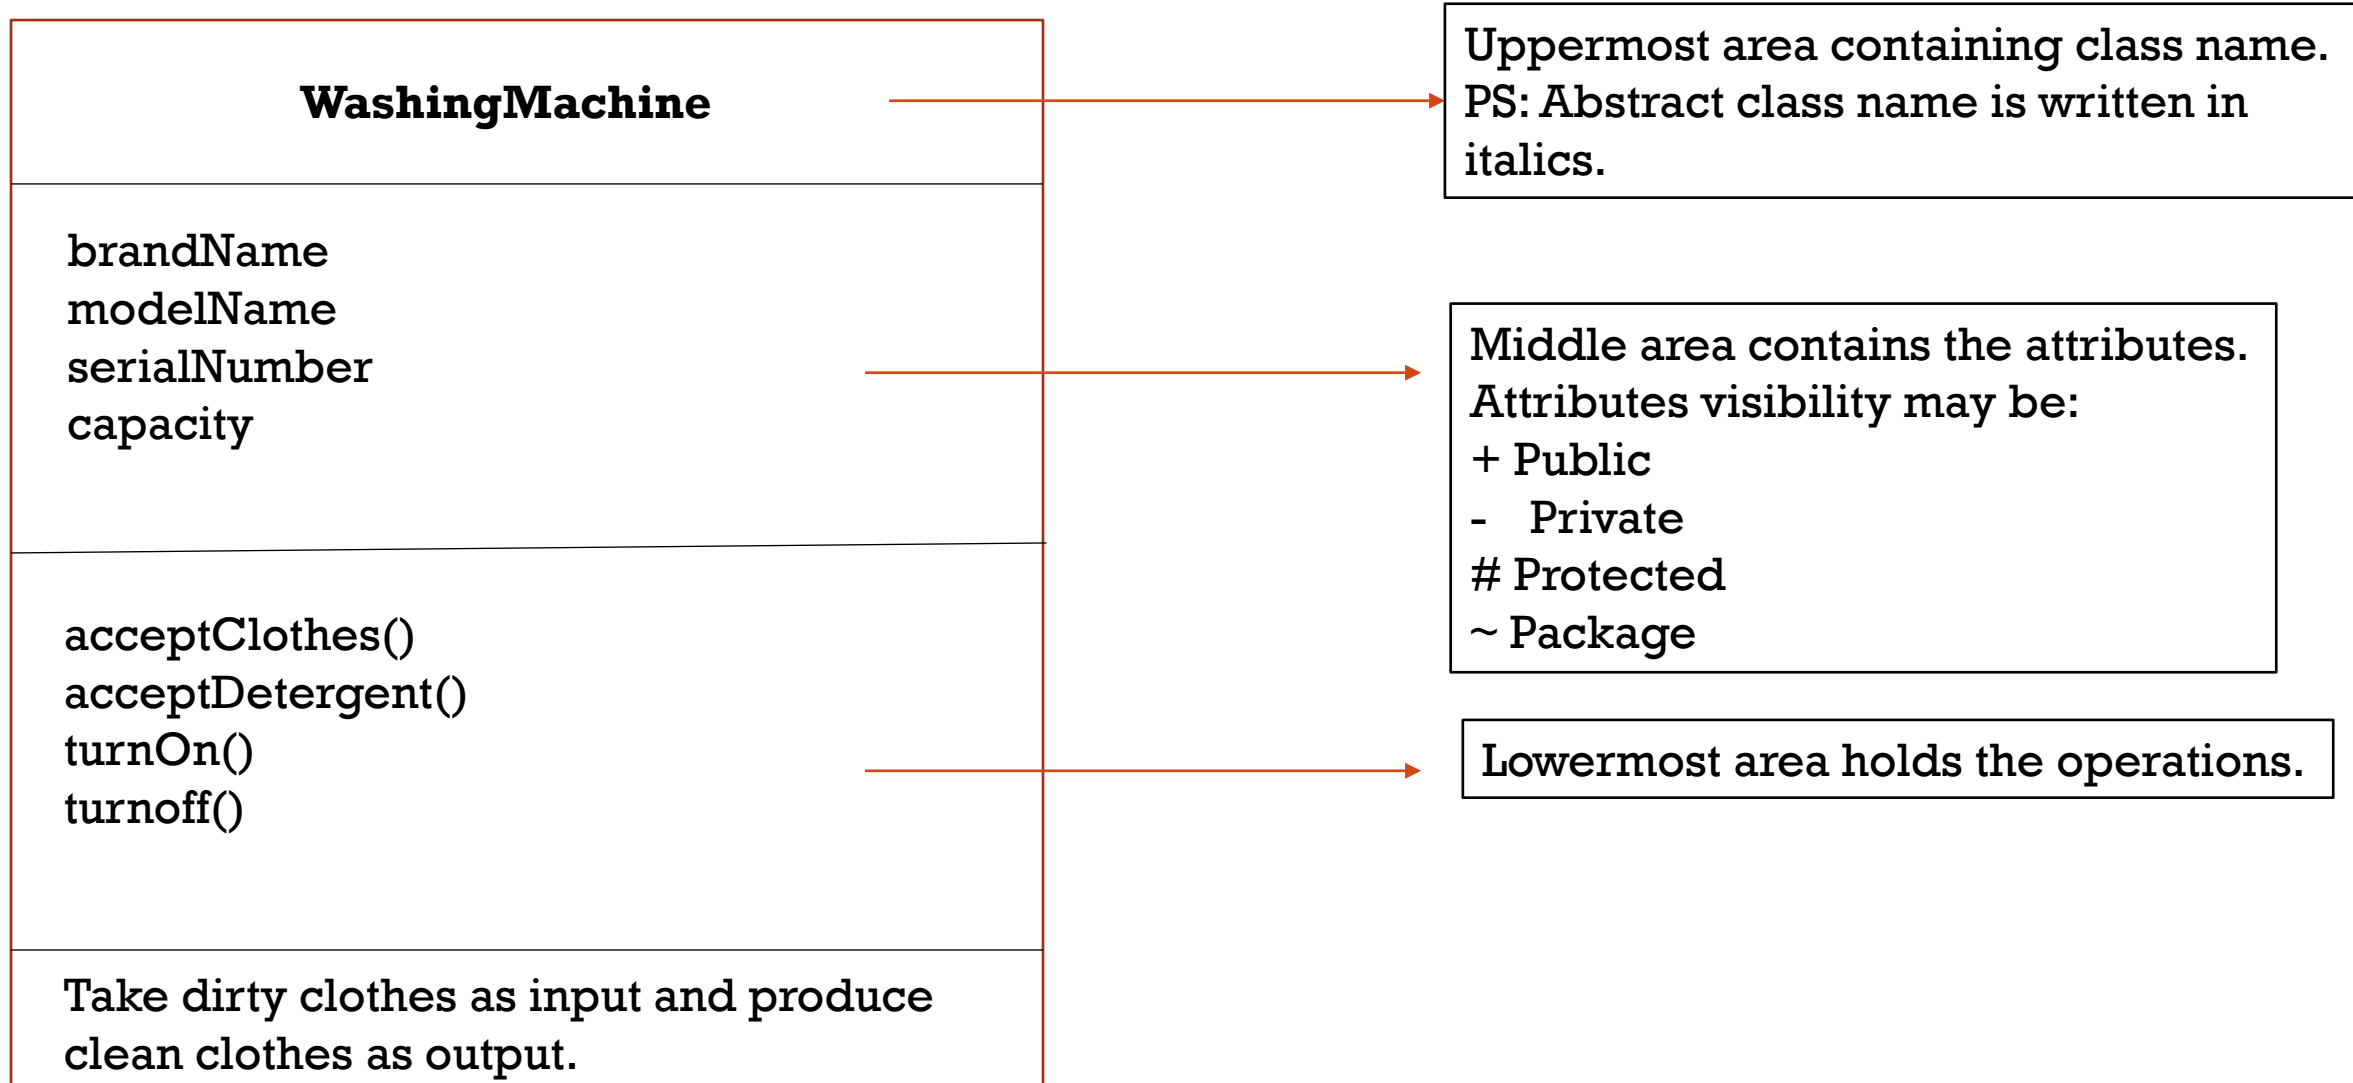 WashingMachine
brandName
modelName
serialNumber
capacity
acceptClothes()
acceptDetergent()
turnOn()
turnoff()
Take dirty clothes as input and produce
clean clothes as output.
Uppermost area containing class name.
PS: Abstract class name is written in
italics.
Middle area contains the attributes.
Attributes visibility may be:
+ Public
- Private
# Protected
~ Package
Lowermost area holds the operations.